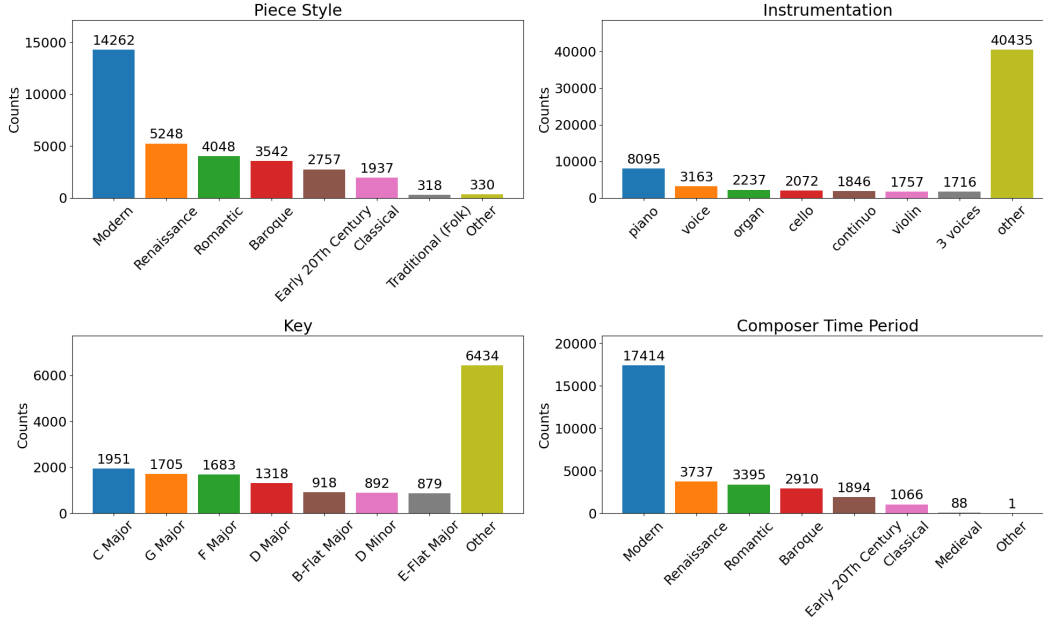 Piece Style
Counts
15000
10000
5000
0
14262
5248
4048
3542
2757
1937
318
330
Modern
Renaissance
Romantic
Baroque
Early 20Th Century
Classical
Traditional (Folk)
Other
Instrumentation
Counts
40000
30000
20000
10000
0
8095
3163
2237
2072
1846
1757
1716
40435
piano
voice
organ
cello
continuo
violin
3 voices
other
Key
Counts
6000
4000
2000
0
1951
1705
1683
1318
918
892
879
6434
C Major
G Major
F Major
D Major
B-Flat Major
D Minor
E-Flat Major
Other
Composer Time Period
Counts
20000
15000
10000
5000
0
17414
3737
3395
2910
1894
1066
88
1
Modern
Renaissance
Romantic
Baroque
Early 20Th Century
Classical
Medieval
Other